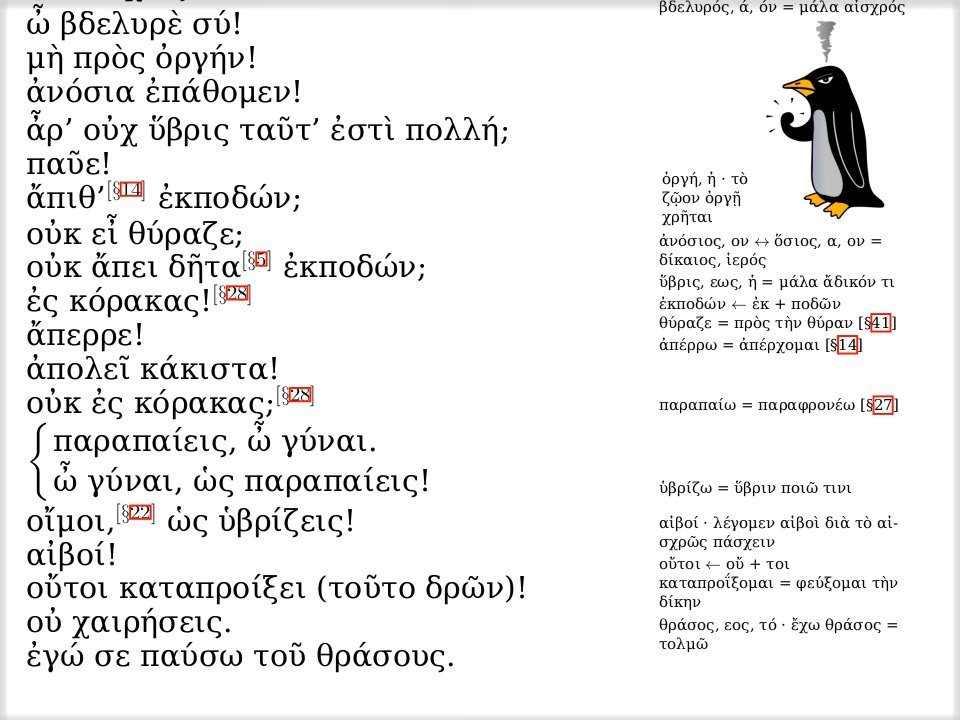 ὦ βδελυρὲ σύ!
μὴ πρὸς ὀργήν!
ἀνόσια ἐπάθομεν!
ἆρ’ οὐχ ὕβρις ταῦτ’ ἐστὶ πολλή;
παῦε!
ἄπιθ’[§14] ἐκποδών;
οὐκ εἶ θύραζε;
οὐκ ἄπει δῆτα[§5] ἐκποδών;
ἐς κόρακας![§28]
ἄπερρε!
ἀπολεῖ κάκιστα!
οὐκ ἐς κόρακας;[§28]
παραπαίεις, ὦ γύναι.
ὦ γύναι, ὡς παραπαίεις!
οἴμοι,[§22] ὡς ὑβρίζεις!
αἰβοί!
οὔτοι καταπροίξει (τοῦτο δρῶν)!
οὐ χαιρήσεις.
ἐγώ σε παύσω τοῦ θράσους.
βδελυρός, ά, όν = μάλα αἰσχρός
ὀργή, ἡ · τὸ
ζῷον ὀργῇ
χρῆται
ἀνόσιος, ον ↔ ὅσιος, α, ον =
δίκαιος, ἱερός
ὕβρις, εως, ἡ = μάλα ἄδικόν τι
ἐκποδών ← ἐκ + ποδῶν
θύραζε = πρὸς τὴν θύραν [§41]
ἀπέρρω = ἀπέρχομαι [§14]
παραπαίω = παραφρονέω [§27]
ὑβρίζω = ὕβριν ποιῶ τινι
αἰβοί · λέγομεν αἰβοὶ διὰ τὸ αἰ-
σχρῶς πάσχειν
οὔτοι ← οὔ + τοι
καταπροΐξομαι = φεύξομαι τὴν
δίκην
θράσος, εος, τό · ἔχω θράσος =
τολμῶ